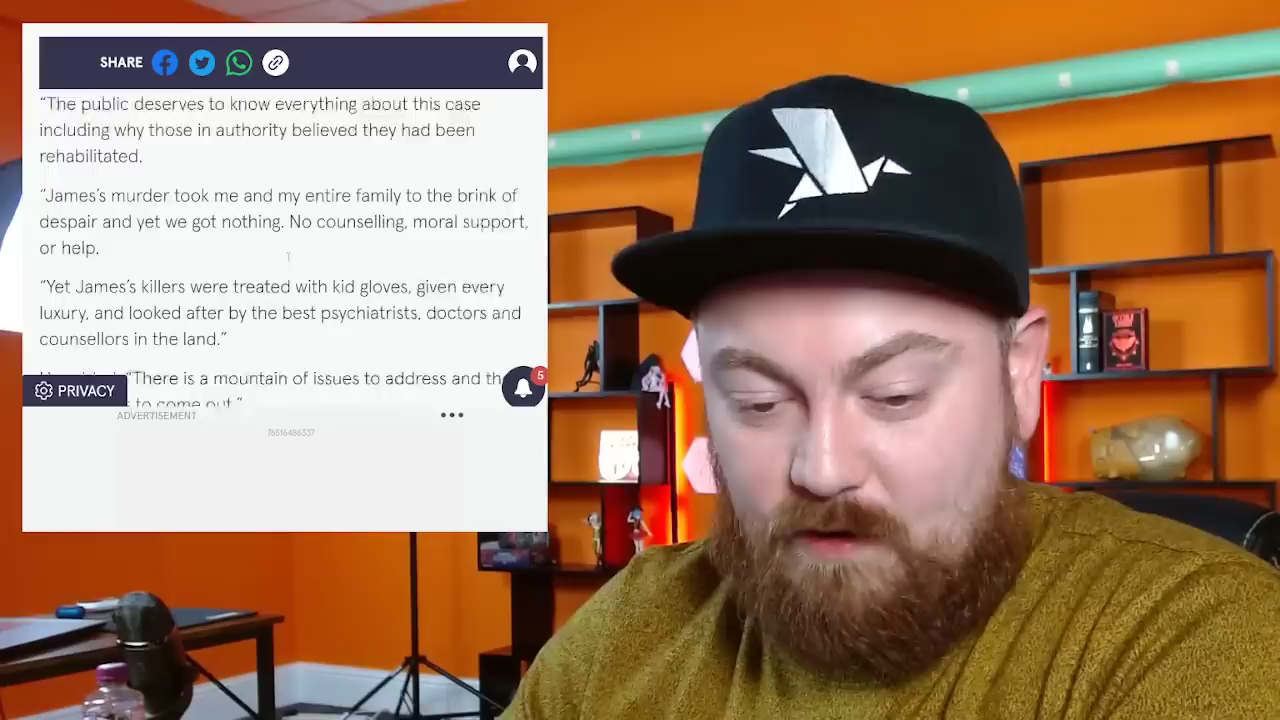 SHARE
“The public deserves to know everything about this case
including why those in authority believed they had been
rehabilitated.
“James’s murder took me and my entire family to the brink of
despair and yet we got nothing. No counselling, moral support,
or help.
“Yet James’s killers were treated with kid gloves, given every
luxury, and looked after by the best psychiatrists, doctors and
counsellors in the land.”
“There is a mountain of issues to address and
to come out.”
PRIVACY
5
ADVERTISEMENT
76516486337